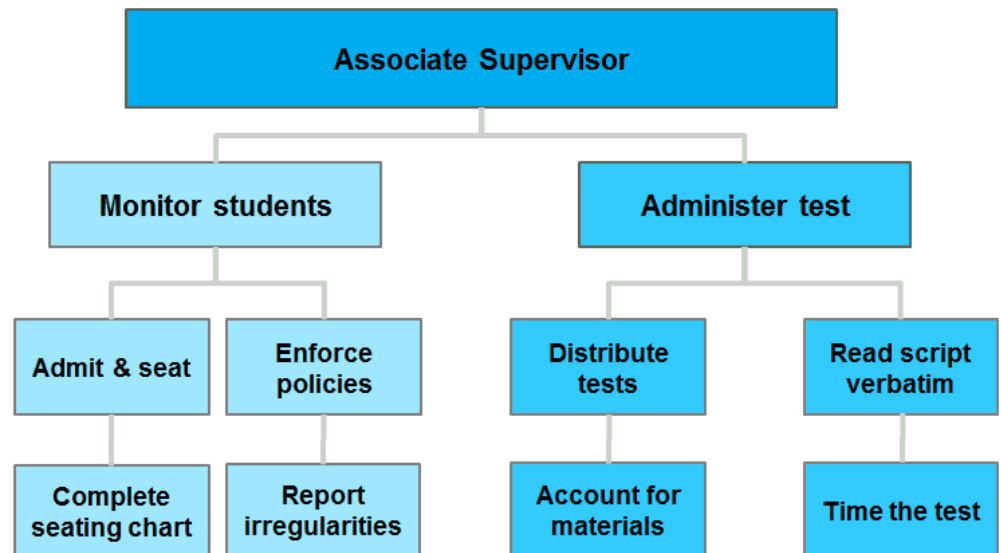 Associate Supervisor
Monitor students
Administer test
Admit & seat
Enforce
policies
Distribute
tests
Read script
verbatim
Complete
seating chart
Report
irregularities
Account for
materials
Time the test